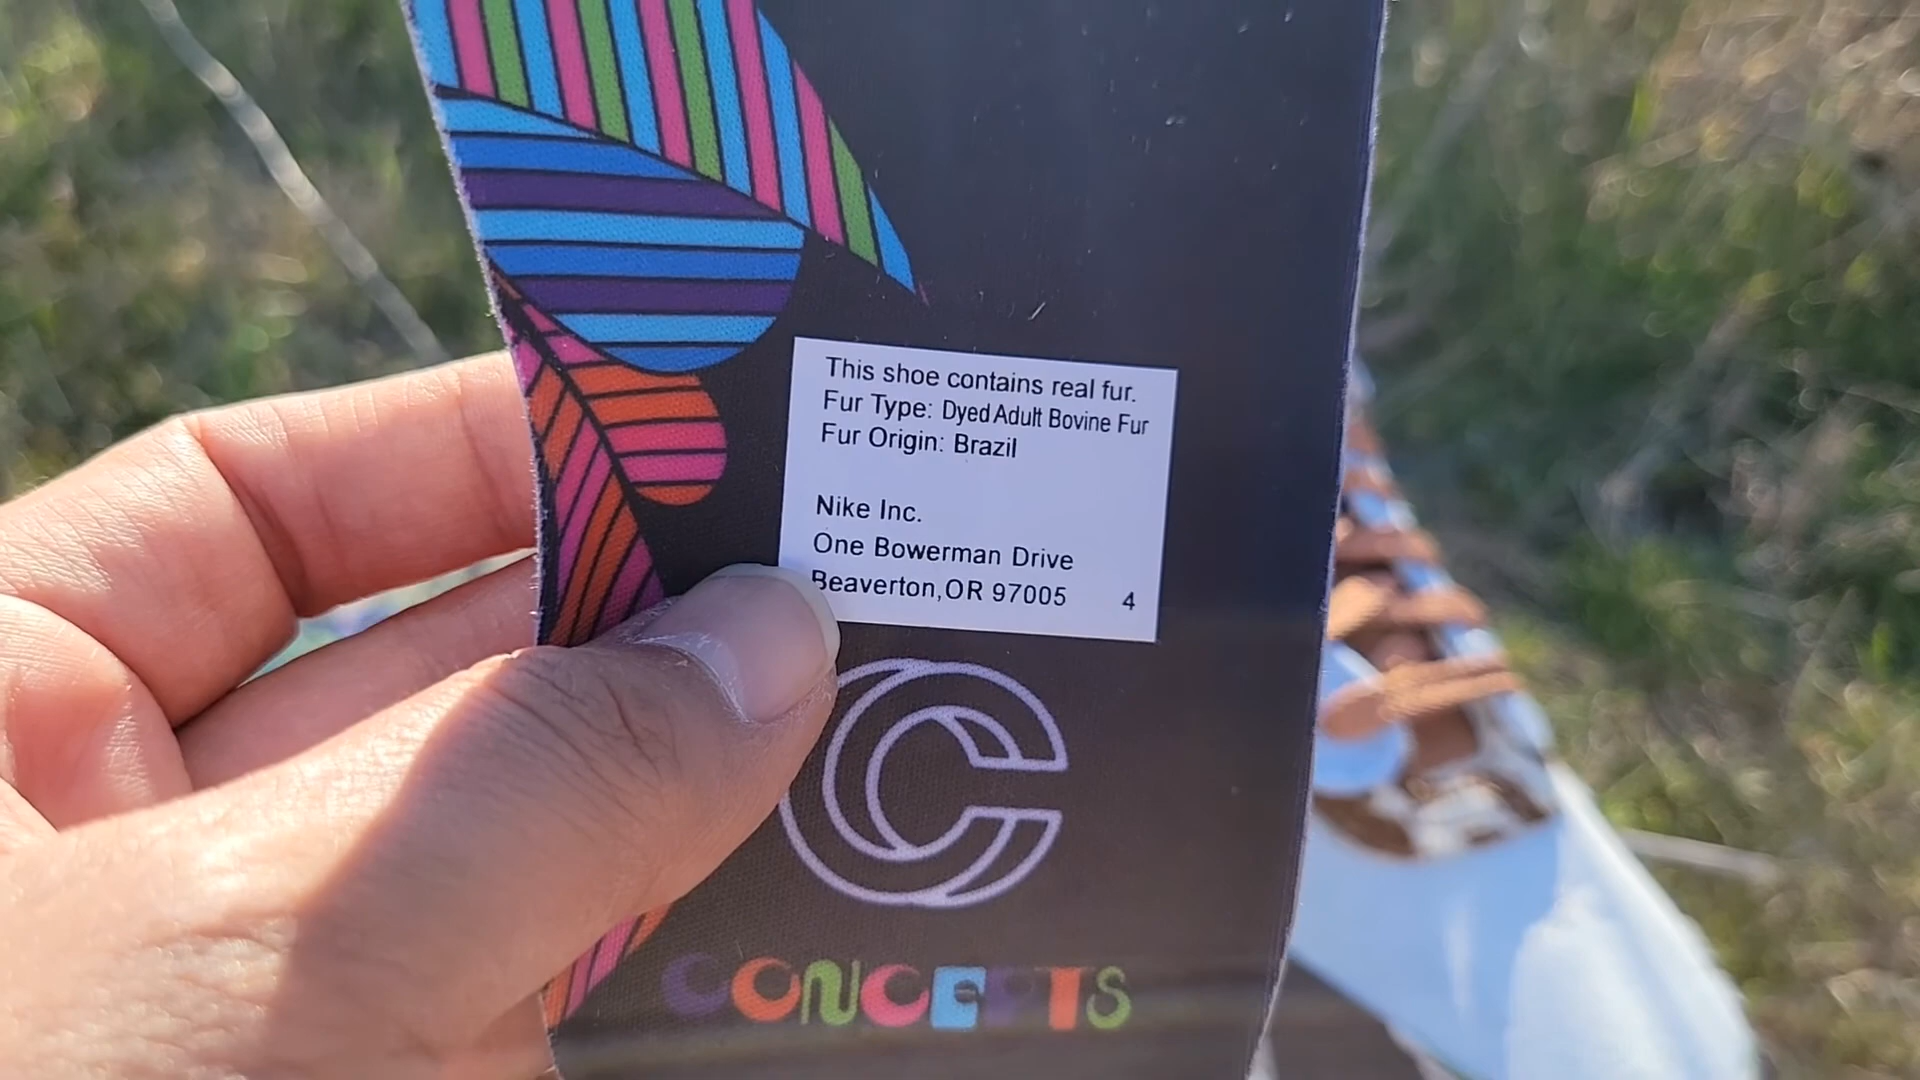 This shoe contains real fur.
Fur Type: Dyed Adult Bovine Fur
Fur Origin: Brazil
Nike Inc.
One Bowerman Drive
Beaverton,OR 97005 4
CONCEPTS